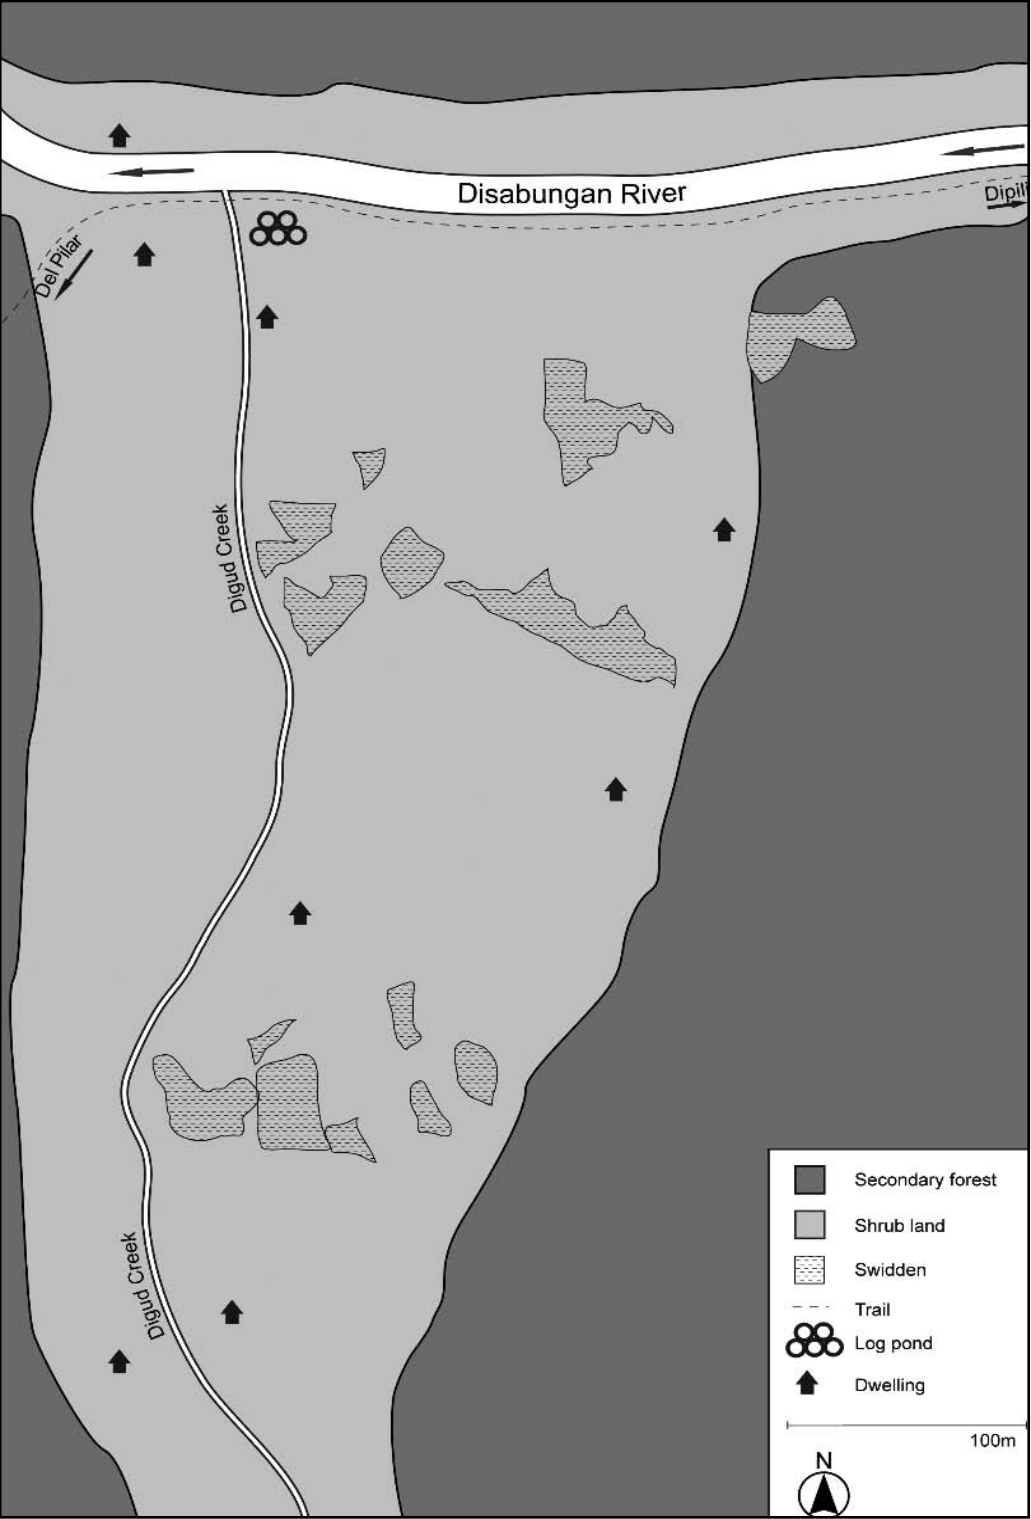 Disabungan River
Dipili
Del Pilar
Digud Creek
Digud Creek
Secondary forest
Shrub land
Swidden
Trail
Log pond
Dwelling
100m
N